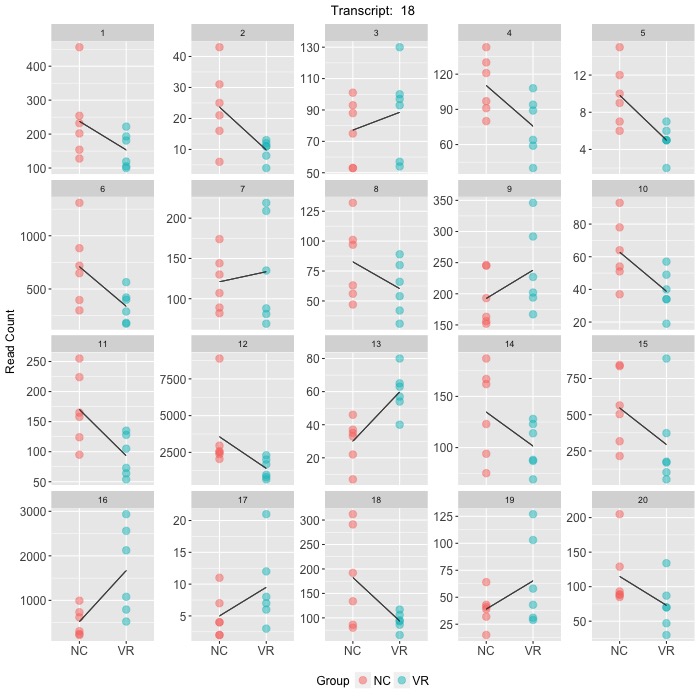 Transcript: 18
1 2 3 4 5
400 300 200 100
40 30 20 10
130 110 90 70 50
120 90 60
12 8 4
6 7 8 9 10
1000 500
200 150 100
125 100 75 50
350 300 250 200 150
80 60 40 20
Read Count
11 12 13 14 15
250 200 150 100 50
7500 5000 2500
80 60 40 20
150 100
750 500 250
16 17 18 19 20
3000 2000 1000
20 15 10 5
300 250 200 150 100
125 100 75 50 25
200 150 100 50
NC VR NC VR NC VR NC VR NC VR
Group NC VR